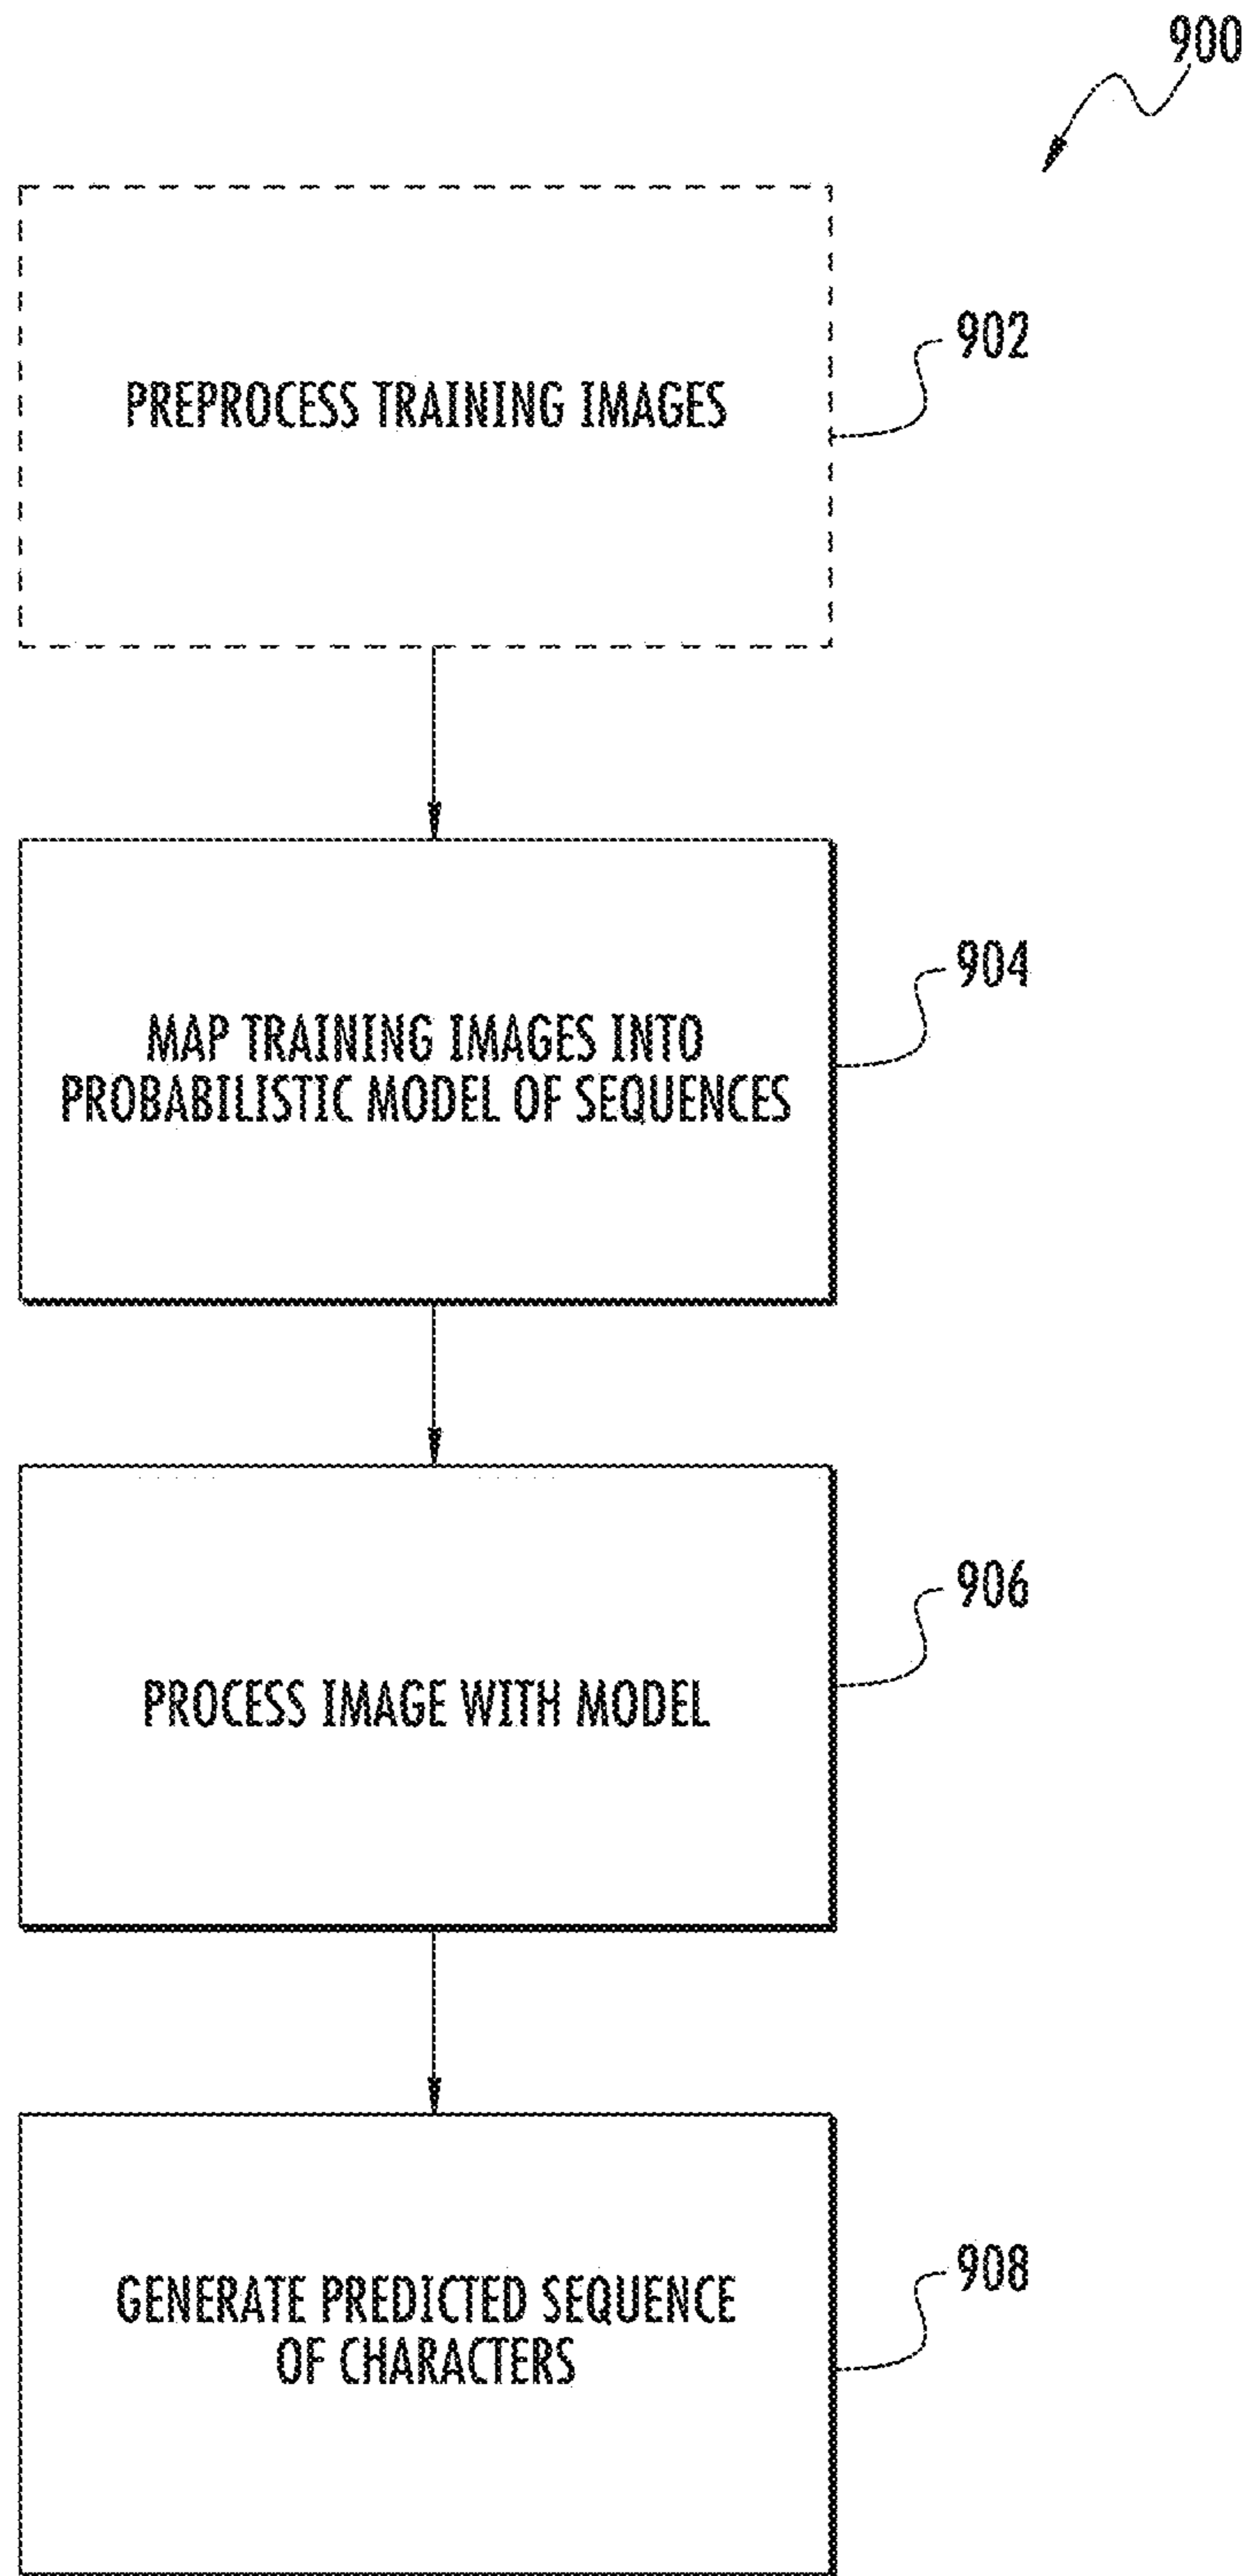 900
PREPROCESS TRAINING IMAGES
902
MAP TRAINING IMAGES INTO
PROBABILISTIC MODEL OF SEQUENCES
904
PROCESS IMAGE WITH MODEL
906
GENERATE PREDICTED SEQUENCE
OF CHARACTERS
908